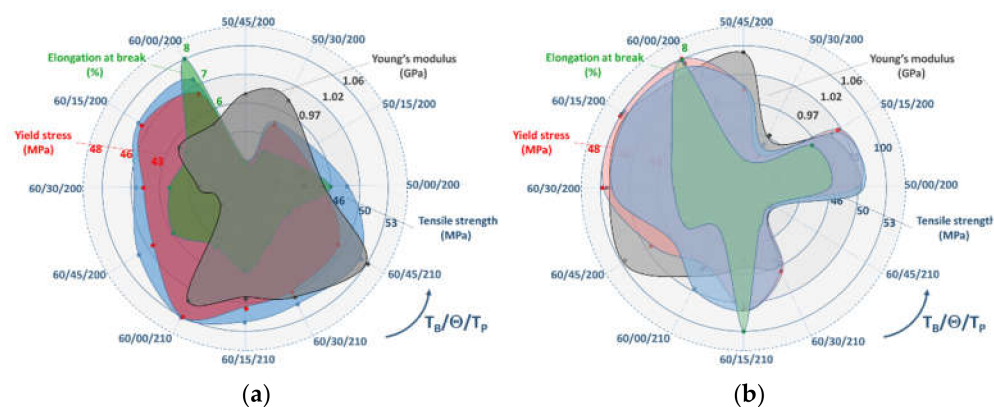 50/45/200
60/00/200
8
50/30/200
Elongation at break
(%)
7
Young's modulus
(GPa)
60/15/200
6
1.06
1.02
50/15/200
0.97
Yield stress
(MPa)
48
46
43
60/30/200
50/00/200
46
50
53
Tensile strength
(MPa)
60/45/200
60/45/210
60/00/210
60/30/210
60/15/210
TB/Θ/TP
(a)
50/45/200
60/00/200
8
50/30/200
Elongation at break
(%)
Young's modulus
(GPa)
60/15/200
1.06
1.02
50/15/200
0.97
Yield stress
(MPa)
48
100
60/30/200
50/00/200
46
50
53
Tensile strength
(MPa)
60/45/200
60/45/210
60/00/210
60/30/210
60/15/210
TB/Θ/TP
(b)